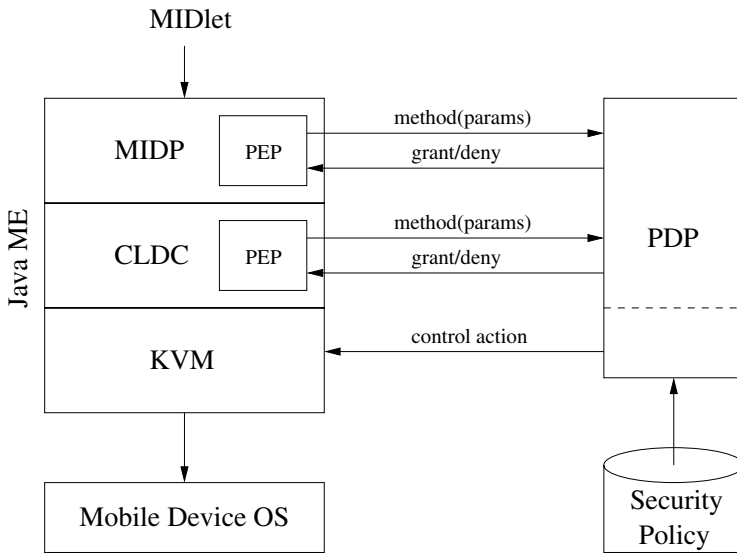 MIDlet
method(params)
MIDP
PEP
grant/deny
Java ME
method(params)
CLDC
PEP
PDP
grant/deny
KVM
control action
Mobile Device OS
Security
Policy